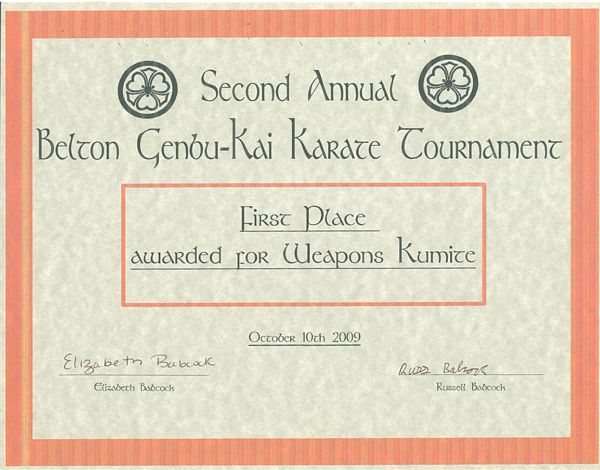 Second Annual
Belton Genbu-Kai Karate Tournament
First Place
awarded for Weapons Kumite
October 10th 2009
Elizabeth Babcock
Russ Babcock
Elizabeth Babcock
Russell Babcock